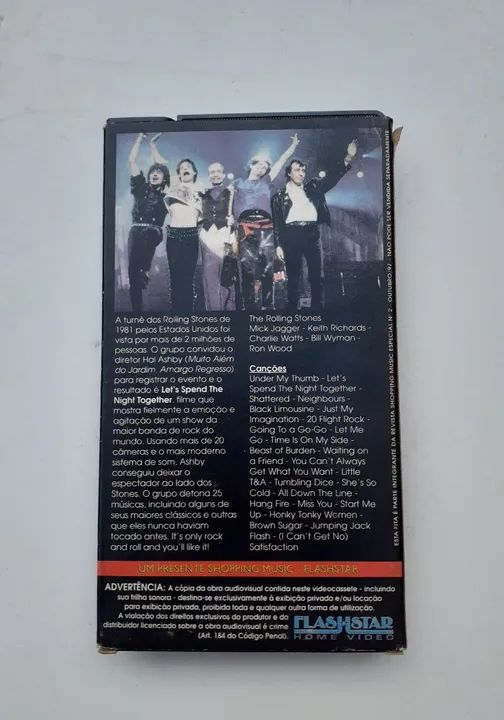 A turnê dos Rolling Stones de
1981 pelos Estados Unidos foi
vista por mais de 2 milhões de
pessoas. O grupo convidou o
diretor Hal Ashby (Muito Além
do Jardim, Amargo Regresso)
para registrar o evento e o
resultado é Let's Spend The
Night Together, filme que
mostra fielmente a emoção e
agitação de um show da
maior banda de rock do
mundo. Usando mais de 20
câmeras e o mais moderno
sistema de som, Ashby
conseguiu deixar o
espectador ao lado dos
Stones. O grupo detona 25
músicas, incluindo alguns de
seus maiores clássicos e outras
que eles nunca haviam
tocado antes. It's only rock
and roll and you'll like it!
The Rolling Stones
Mick Jagger - Keith Richards -
Charlie Watts - Bill Wyman -
Ron Wood
Canções
Under My Thumb - Let's
Spend The Night Together -
Shattered - Neighbours -
Black Limousine - Just My
Imagination - 20 Flight Rock -
Going To a Go-Go - Let Me
Go - Time Is On My Side -
Beast of Burden - Waiting on
a Friend - You Can't Always
Get What You Want - Little
T&A - Tumbling Dice - She's So
Cold - All Down The Line -
Hang Fire - Miss You - Start Me
Up - Honky Tonky Women -
Brown Sugar - Jumping Jack
Flash - (I Can't Get No)
Satisfaction
ESTA FITA É PARTE INTEGRANTE DA REVISTA SHOPPING MUSIC ESPECIAL Nº 2 - OUTUBRO/97 - NÃO PODE SER VENDIDA SEPARADAMENTE
UM PRESENTE SHOPPING MUSIC - FLASHSTAR
ADVERTÊNCIA: A cópia da obra audiovisual contida neste videocassete - incluindo
sua trilha sonora - destina-se exclusivamente à exibição privada e/ou locação
para exibição privada, proibida toda e qualquer outra forma de utilização.
A violação dos direitos exclusivos do produtor e do
distribuidor licenciado sobre a obra audiovisual é crime
(Art. 184 do Código Penal).
FLASHSTAR
HOME VIDEO